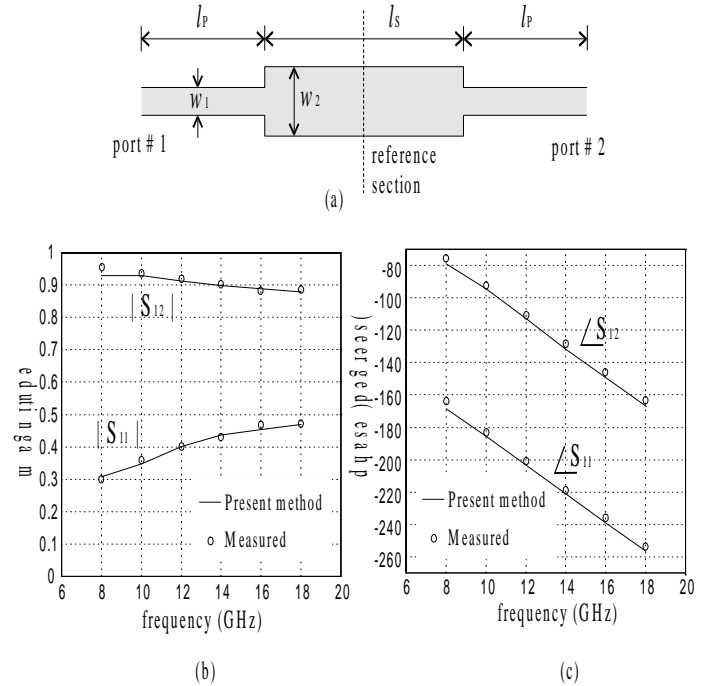 lP lS lP
w1 w2
port # 1 port # 2
reference
section
(a)
1
0.9
0.8
0.7
0.6
0.5
0.4
0.3
0.2
0.1
0
edutingam
|S12|
|S11|
Present method
Measured
6 8 10 12 14 16 18 20
frequency (GHz)
(b)
-80
-100
-120
-140
-160
-180
-200
-220
-240
-260
)seerged( esahp
∠S12
∠S11
Present method
Measured
6 8 10 12 14 16 18 20
frequency (GHz)
(c)